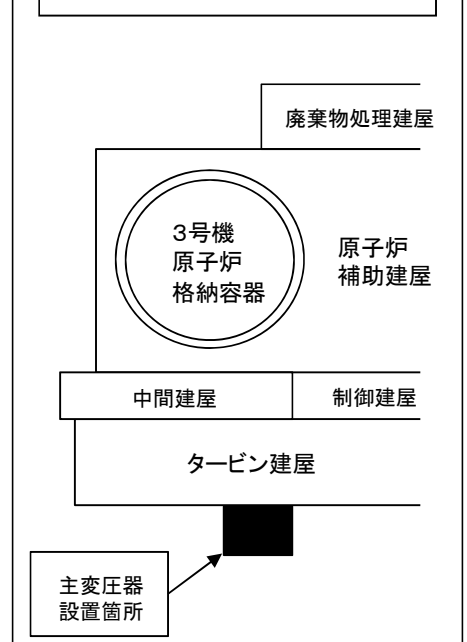 廃棄物処理建屋
3号機
原子炉
格納容器
原子炉
補助建屋
中間建屋
制御建屋
タービン建屋
主変圧器
設置箇所